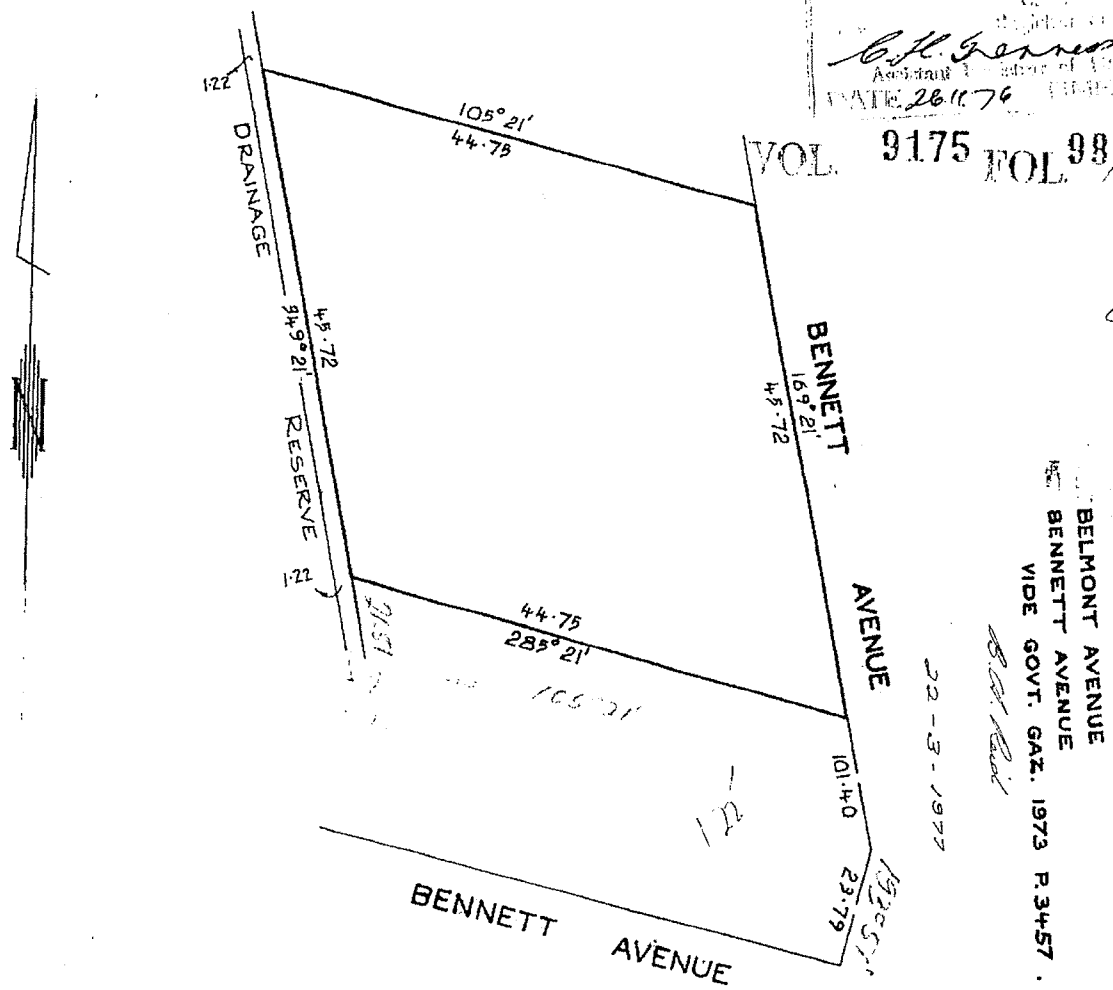 Assistant
DATE 26.11.76
VOL. 9175 FOL. 98
1·22
105° 21'
44·75
DRAINAGE
349° 21'
45·72
RESERVE
BENNETT
169° 21'
45·72
AVENUE
1·22
44·75
285° 21'
105° 21'
101·40
23·79
BENNETT AVENUE
BELMONT AVENUE
BENNETT AVENUE
VIDE GOVT. GAZ. 1973 P. 3457.
22-3-1977
N